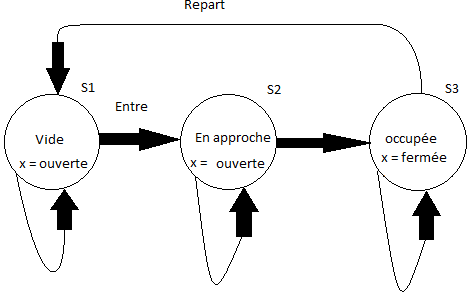 Repart
S1
S2
S3
Entre
Vide
x = ouverte
En approche
x = ouverte
occupée
x = fermée